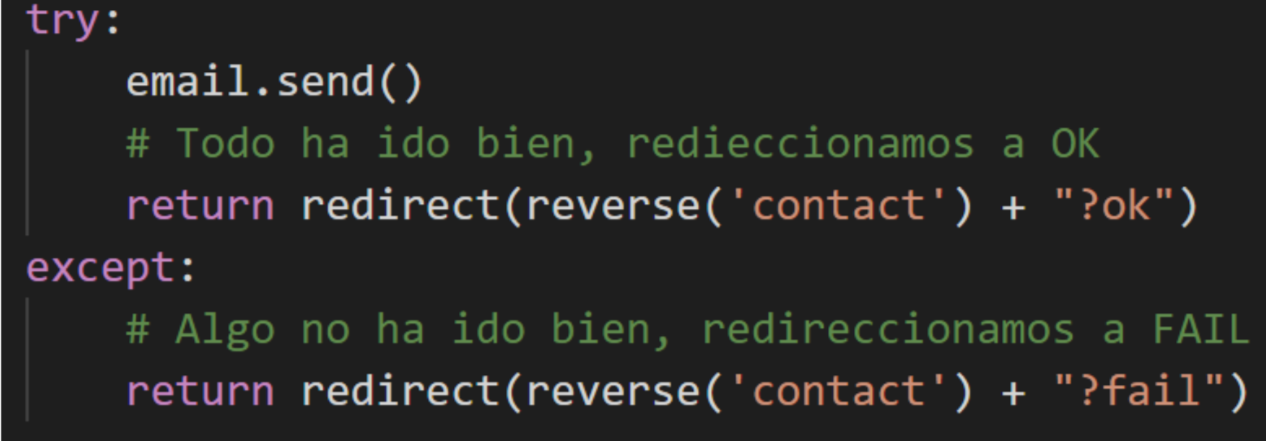 try:
    email.send()
    # Todo ha ido bien, redieccionamos a OK
    return redirect(reverse('contact') + "?ok")
except:
    # Algo no ha ido bien, redireccionamos a FAIL
    return redirect(reverse('contact') + "?fail")